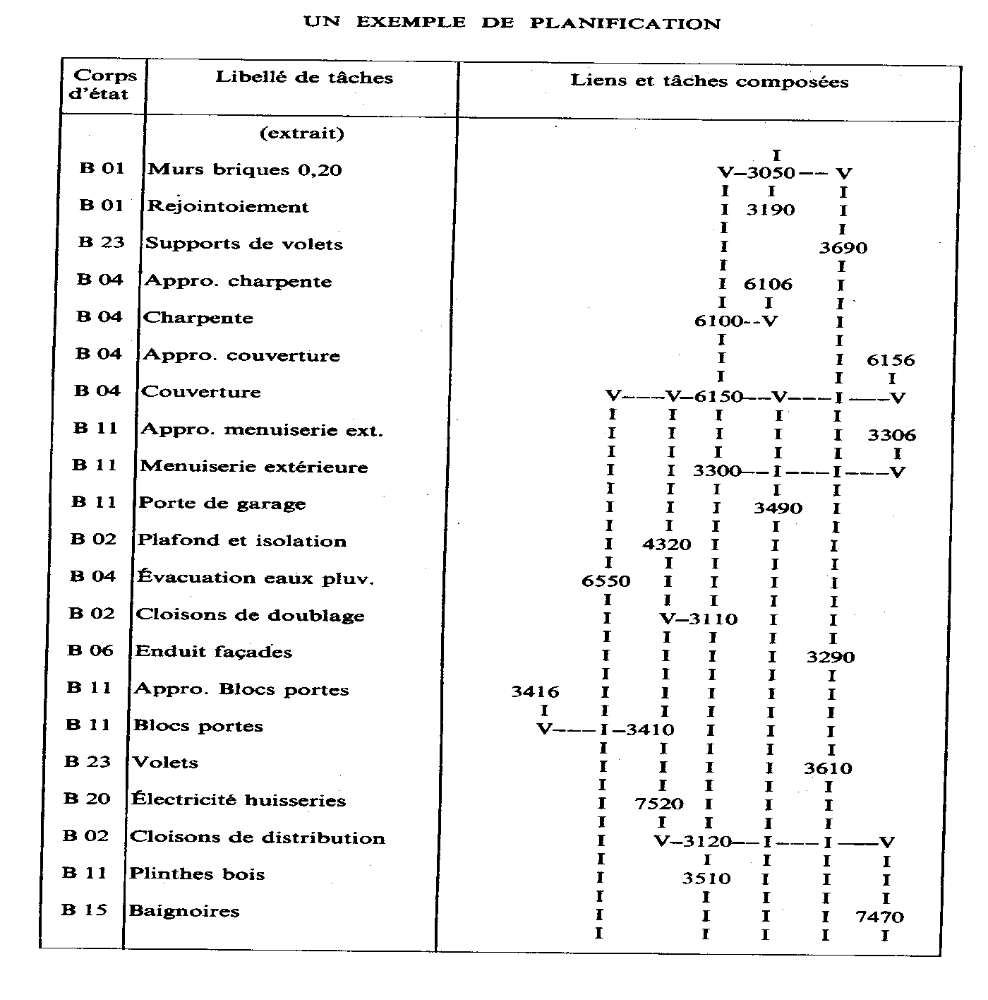 UN EXEMPLE DE PLANIFICATION
Corps d'état Libellé de tâches Liens et tâches composées
(extrait)
I
B 01 Murs briques 0,20 V–3050–– V
I I I
B 01 Rejointoiement I 3190 I
I I
B 23 Supports de volets I 3690
I I
B 04 Appro. charpente I 6106 I
I I I
B 04 Charpente 6100--V I
I I
B 04 Appro. couverture I I 6156
I I I
B 04 Couverture V–---V–6150–--V–---I–---V
I I I I I
B 11 Appro. menuiserie ext. I I I I I 3306
I I I I I I
B 11 Menuiserie extérieure I I 3300–--I–---I–---V
I I I I I
B 11 Porte de garage I I I 3490 I
I I I I I
B 02 Plafond et isolation I 4320 I I I
I I I I I
B 04 Évacuation eaux pluv. 6550 I I I I
I I I I I
B 02 Cloisons de doublage I V–3110 I I
I I I I I
B 06 Enduit façades I I I I 3290
I I I I I
B 11 Appro. Blocs portes 3416 I I I I I
I I I I I I
B 11 Blocs portes V–---I–3410 I I I
I I I I I
B 23 Volets I I I I 3610
I I I I I
B 20 Électricité huisseries I 7520 I I I
I I I I I
B 02 Cloisons de distribution I V–3120–--I–---I–---V
I I I I I
B 11 Plinthes bois I 3510 I I I
I I I I I
B 15 Baignoires I I I I 7470
I I I I I